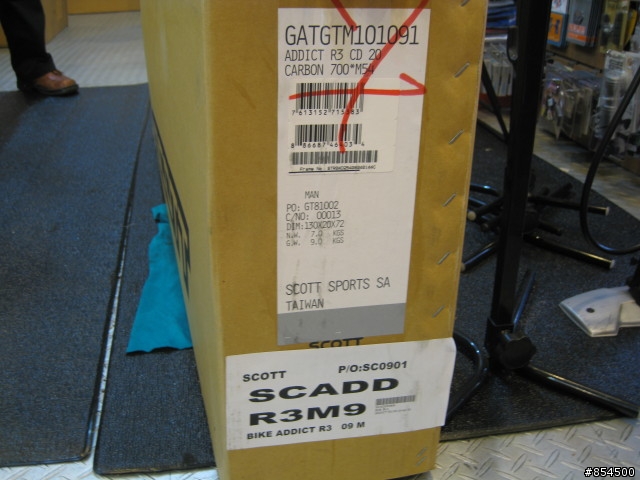 GATGTM101091
ADDICT R3 CD 20
CARBON 700*M54
MAN
PO: GT81002
C/NO: 00013
DIM:130X20X72
N.W. 7.0 KGS
G.W. 9.0 KGS
SCOTT SPORTS SA
TAIWAN
SCOTT
SCOTT P/O:SC0901
SCADD
R3M9
BIKE ADDICT R3 09 M
#854500